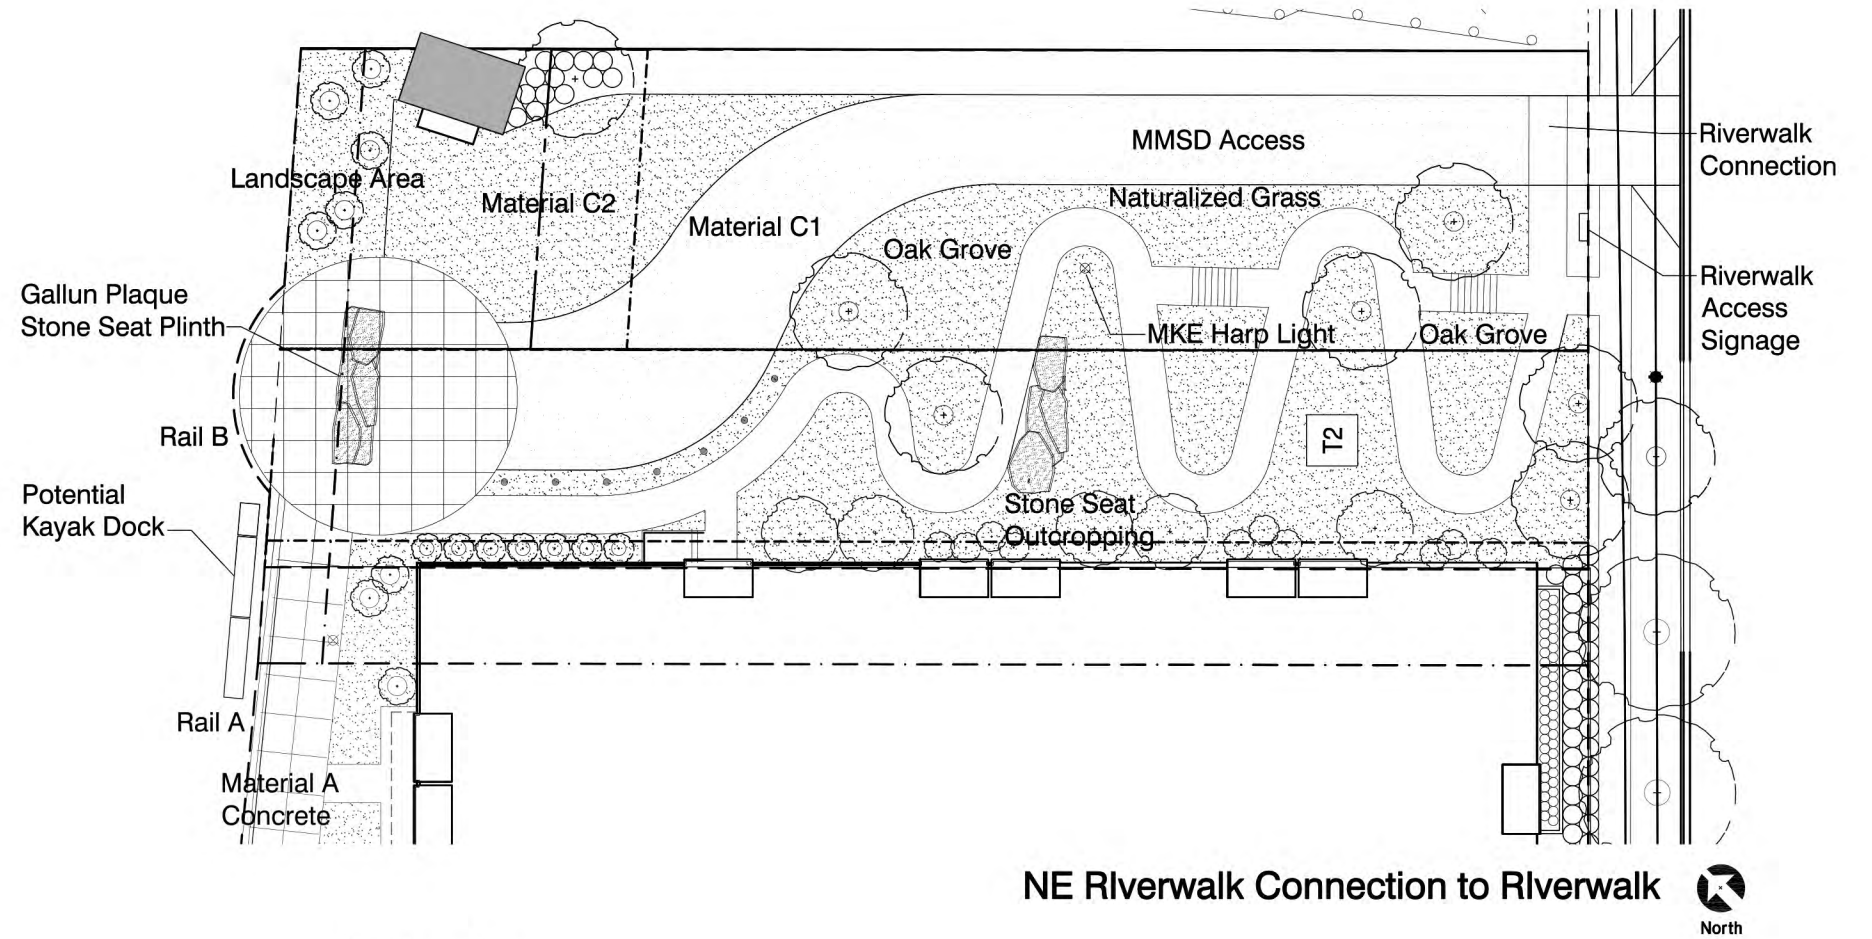 MMSD Access
Riverwalk
Connection
Landscape Area
Material C2
Naturalized Grass
Material C1
Oak Grove
Riverwalk
Access
Signage
Gallun Plaque
Stone Seat Plinth
MKE Harp Light
Oak Grove
Rail B
T2
Potential
Kayak Dock
Stone Seat
Outcropping
Rail A
Material A
Concrete
NE RIverwalk Connection to RIverwalk
North